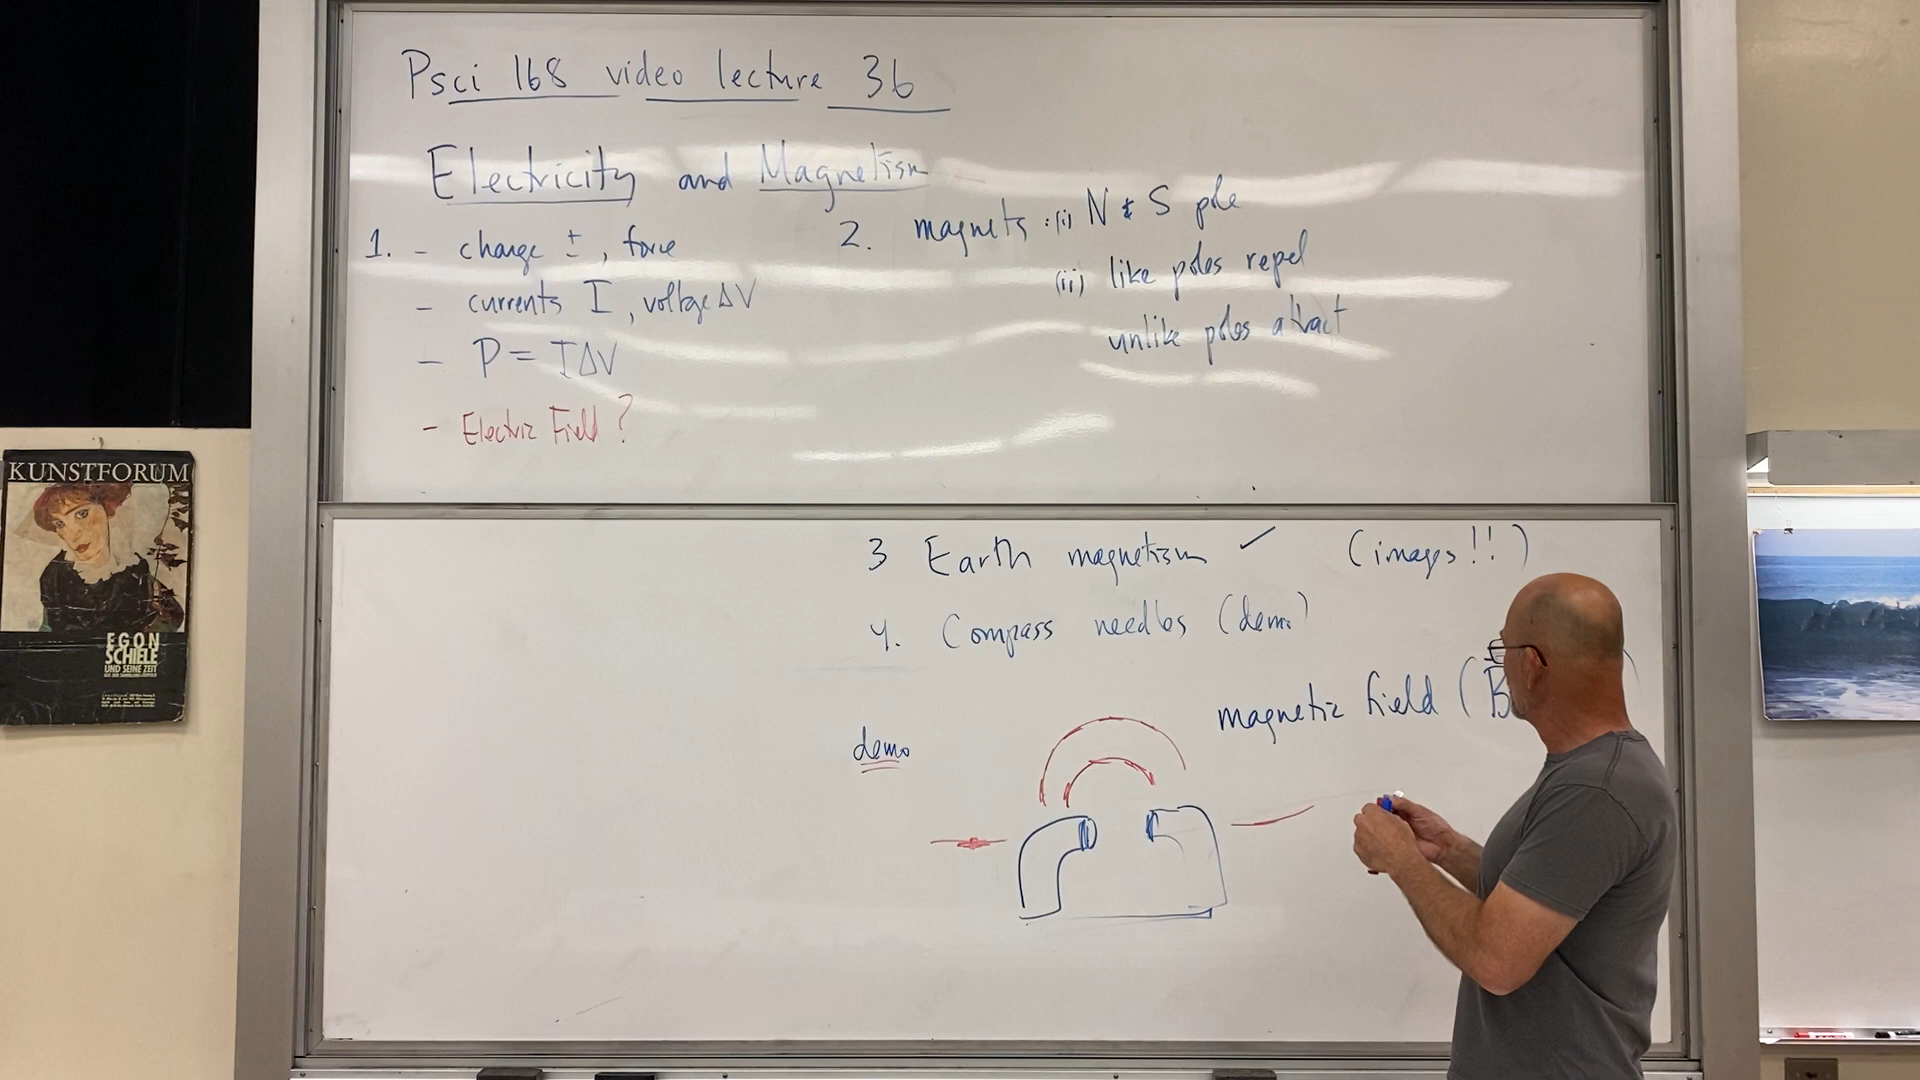 Psci 168 video lecture 36
Electricity and Magnetism
1. - charge ±, force
- currents I, voltage ΔV
- P = IΔV
- Electric Field?
2. magnets: (i) N & S pole
(ii) like poles repel
unlike poles attract
3 Earth magnetism ✓ (images!!)
4. Compass needles (demo)
magnetic field (B
demo
KUNSTFORUM
EGON
SCHIELE
UND SEINE ZEIT